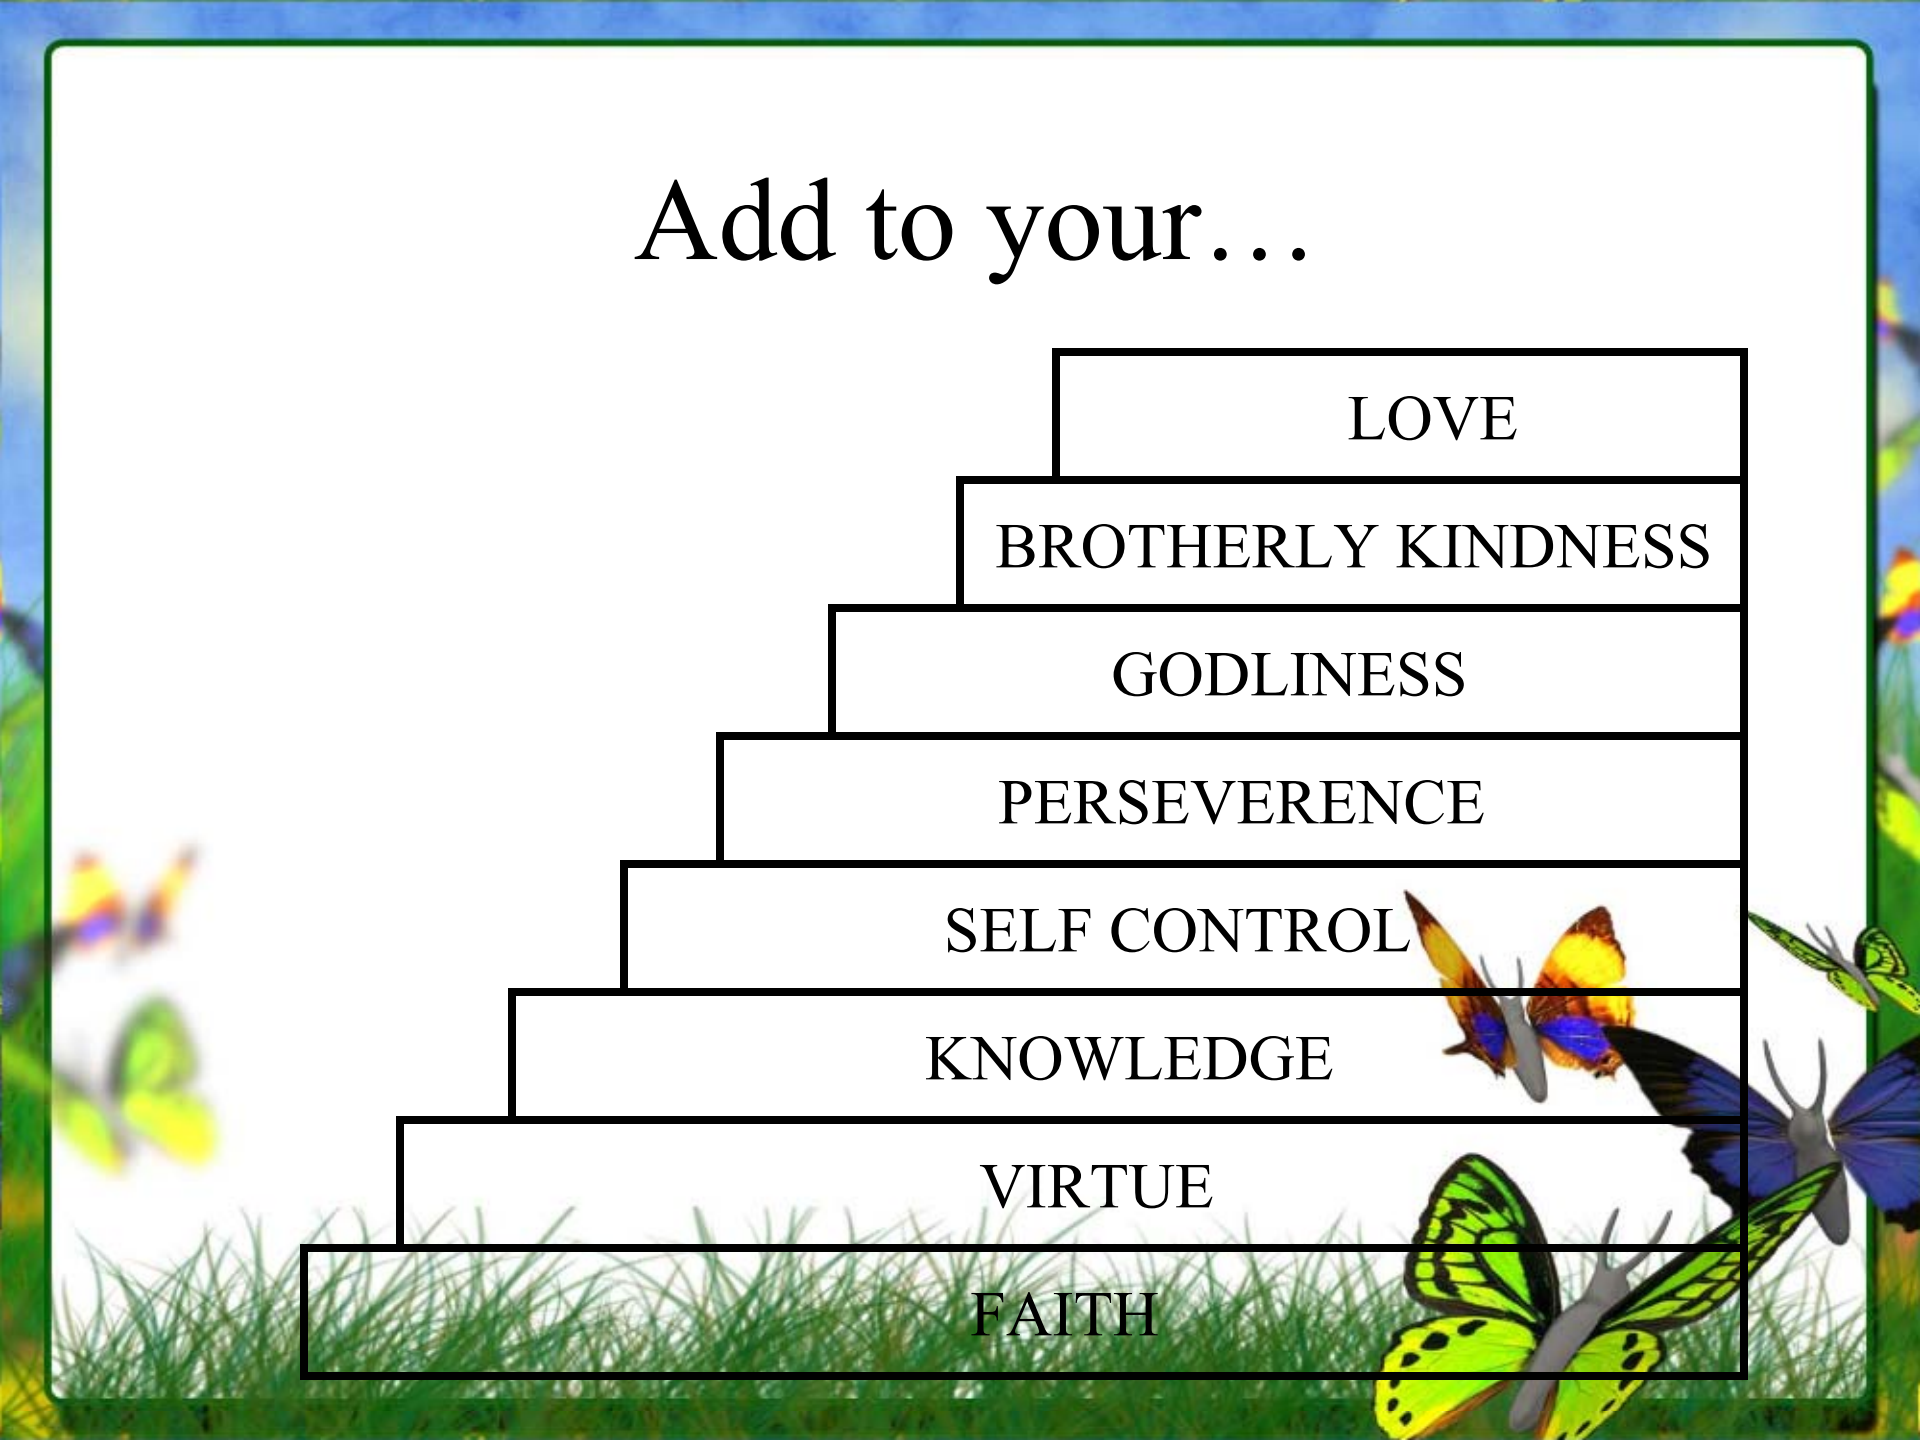 Add to your…
LOVE
BROTHERLY KINDNESS
GODLINESS
PERSEVERENCE
SELF CONTROL
KNOWLEDGE
VIRTUE
FAITH